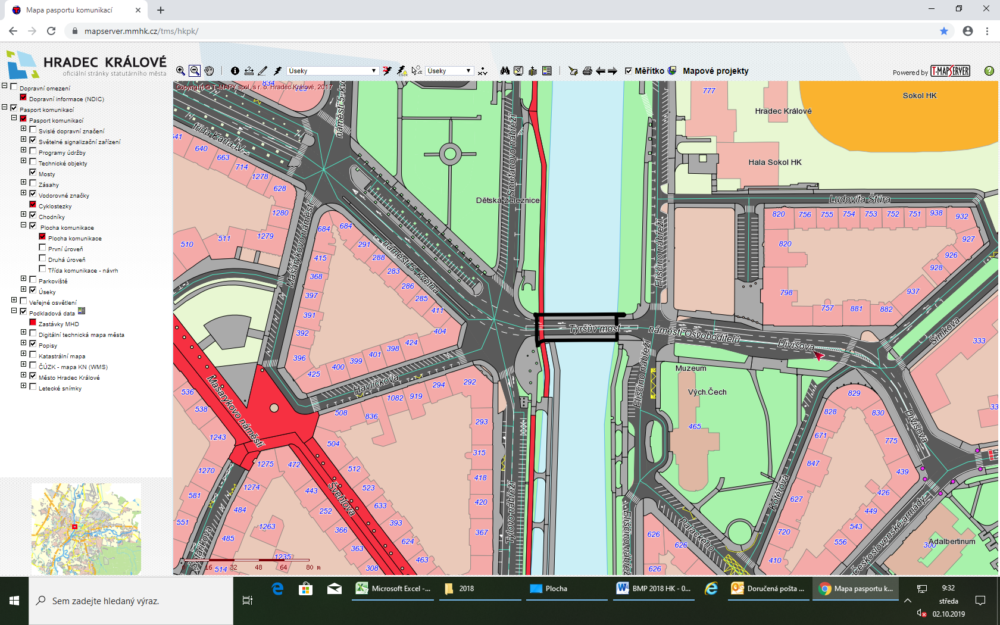 Mapa pasportu komunikací
mapserver.mmhk.cz/tms/hkpk/
HRADEC KRÁLOVÉ
oficiální stránky statutárního města
Úseky
Úseky
Měřítko
Mapové projekty
Powered by T-MAPSERVER
Dopravní omezení
Dopravní informace (NDIC)
Pasport komunikací
Pasport komunikací
Svislé dopravní značení
Světelné signalizační zařízení
Programy údržby
Technické objekty
Mosty
Zásahy
Vodorovné značky
Cyklostezky
Chodníky
Plocha komunikace
Plocha komunikace
První úroveň
Druhá úroveň
Třída komunikace - návrh
Parkoviště
Úseky
Veřejné osvětlení
Podkladová data
Zastávky MHD
Digitální technická mapa města
Popisy
Katastrální mapa
ČÚZK - mapa KN (WMS)
Město Hradec Králové
Letecké snímky
Copyright © T-MAPY spol, s r. o. Hradec Králové, 2017
834
777
Sokol HK
Hradec Králové
Hala Sokol HK
třída Karla IV.
náměstí 5. kv
641
640
663
714
1278
628
1280
1279
511
510
Smetanovo nábřeží
Dětská železnice
Masarykovo náměstí
684
684
291
288
283
286
285
411
404
415
368
397
391
392
396
425
400
399
398
401
424
náměstí 5. května
Eliščino nábřeží
Ludovíta Štúra
820
756
755
754
753
752
751
938
932
927
926
928
937
820
798
757
881
882
Tyršův most
náměstí Osvoboditelů
Divišova
Šimkova
333
Havlíčkova
292
294
919
1082
836
508
293
315
418
420
367
Masarykovo náměstí
536
538
1243
1270
581
551
1275
472
1274
484
485
514
443
252
366
363
308
1263
1235
504
512
523
633
393
624
463
Švehlova
Šafaříkova
Tylovo nábřeží
Eliščino nábřeží
Eliščino nábřeží
Muzeum
Vých.Čech
465
829
828
830
671
775
847
439
627
426
449
543
556
720
410
626
626
626
Palackého
Kotěrova
Divišova
Československé armády
Adalbertinum
300
16 32 48 64 80 m
Sem zadejte hledaný výraz.
Microsoft Excel -...
2018
Plocha
BMP 2018 HK - 0...
Doručená pošta ...
Mapa pasportu k...
9:32
středa
02.10.2019